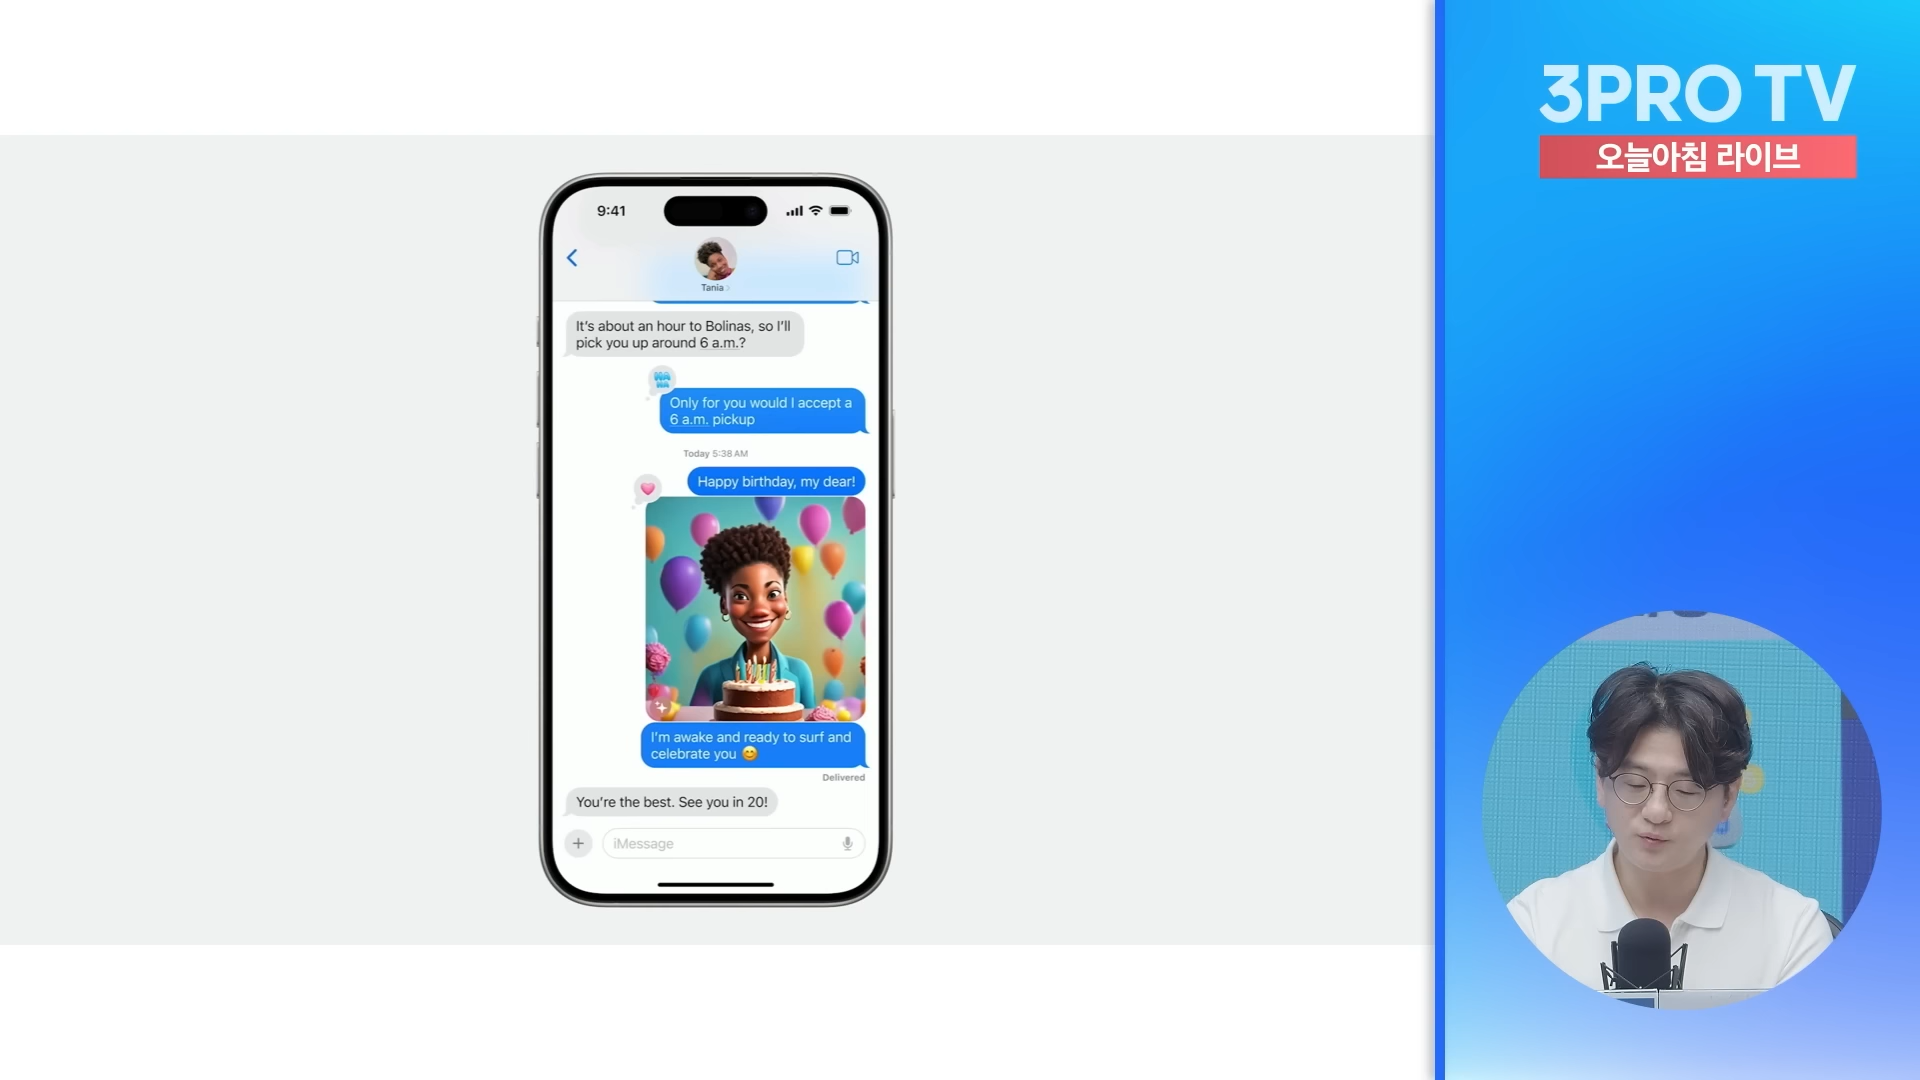 3PRO TV
오늘아침 라이브
9:41
Tania
It's about an hour to Bolinas, so I'll
pick you up around 6 a.m.?
HA
HA
Only for you would I accept a
6 a.m. pickup
Today 5:38 AM
Happy birthday, my dear!
I'm awake and ready to surf and
celebrate you 😊
Delivered
You're the best. See you in 20!
iMessage